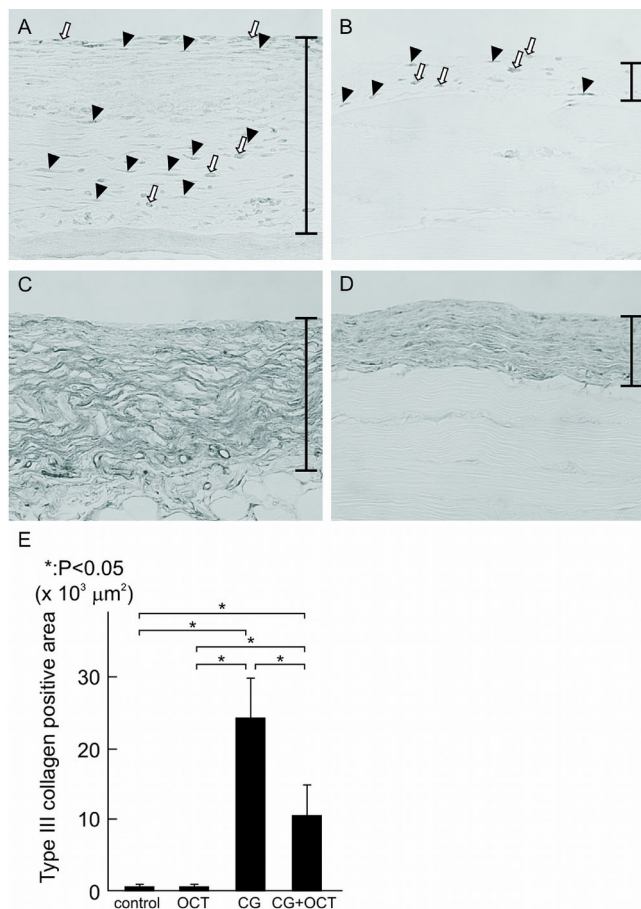 A
B
C
D
E
*:P<0.05
(x 10³ μm²)
Type III collagen positive area
30
20
10
0
*
*
*
*
*
control OCT CG CG+OCT